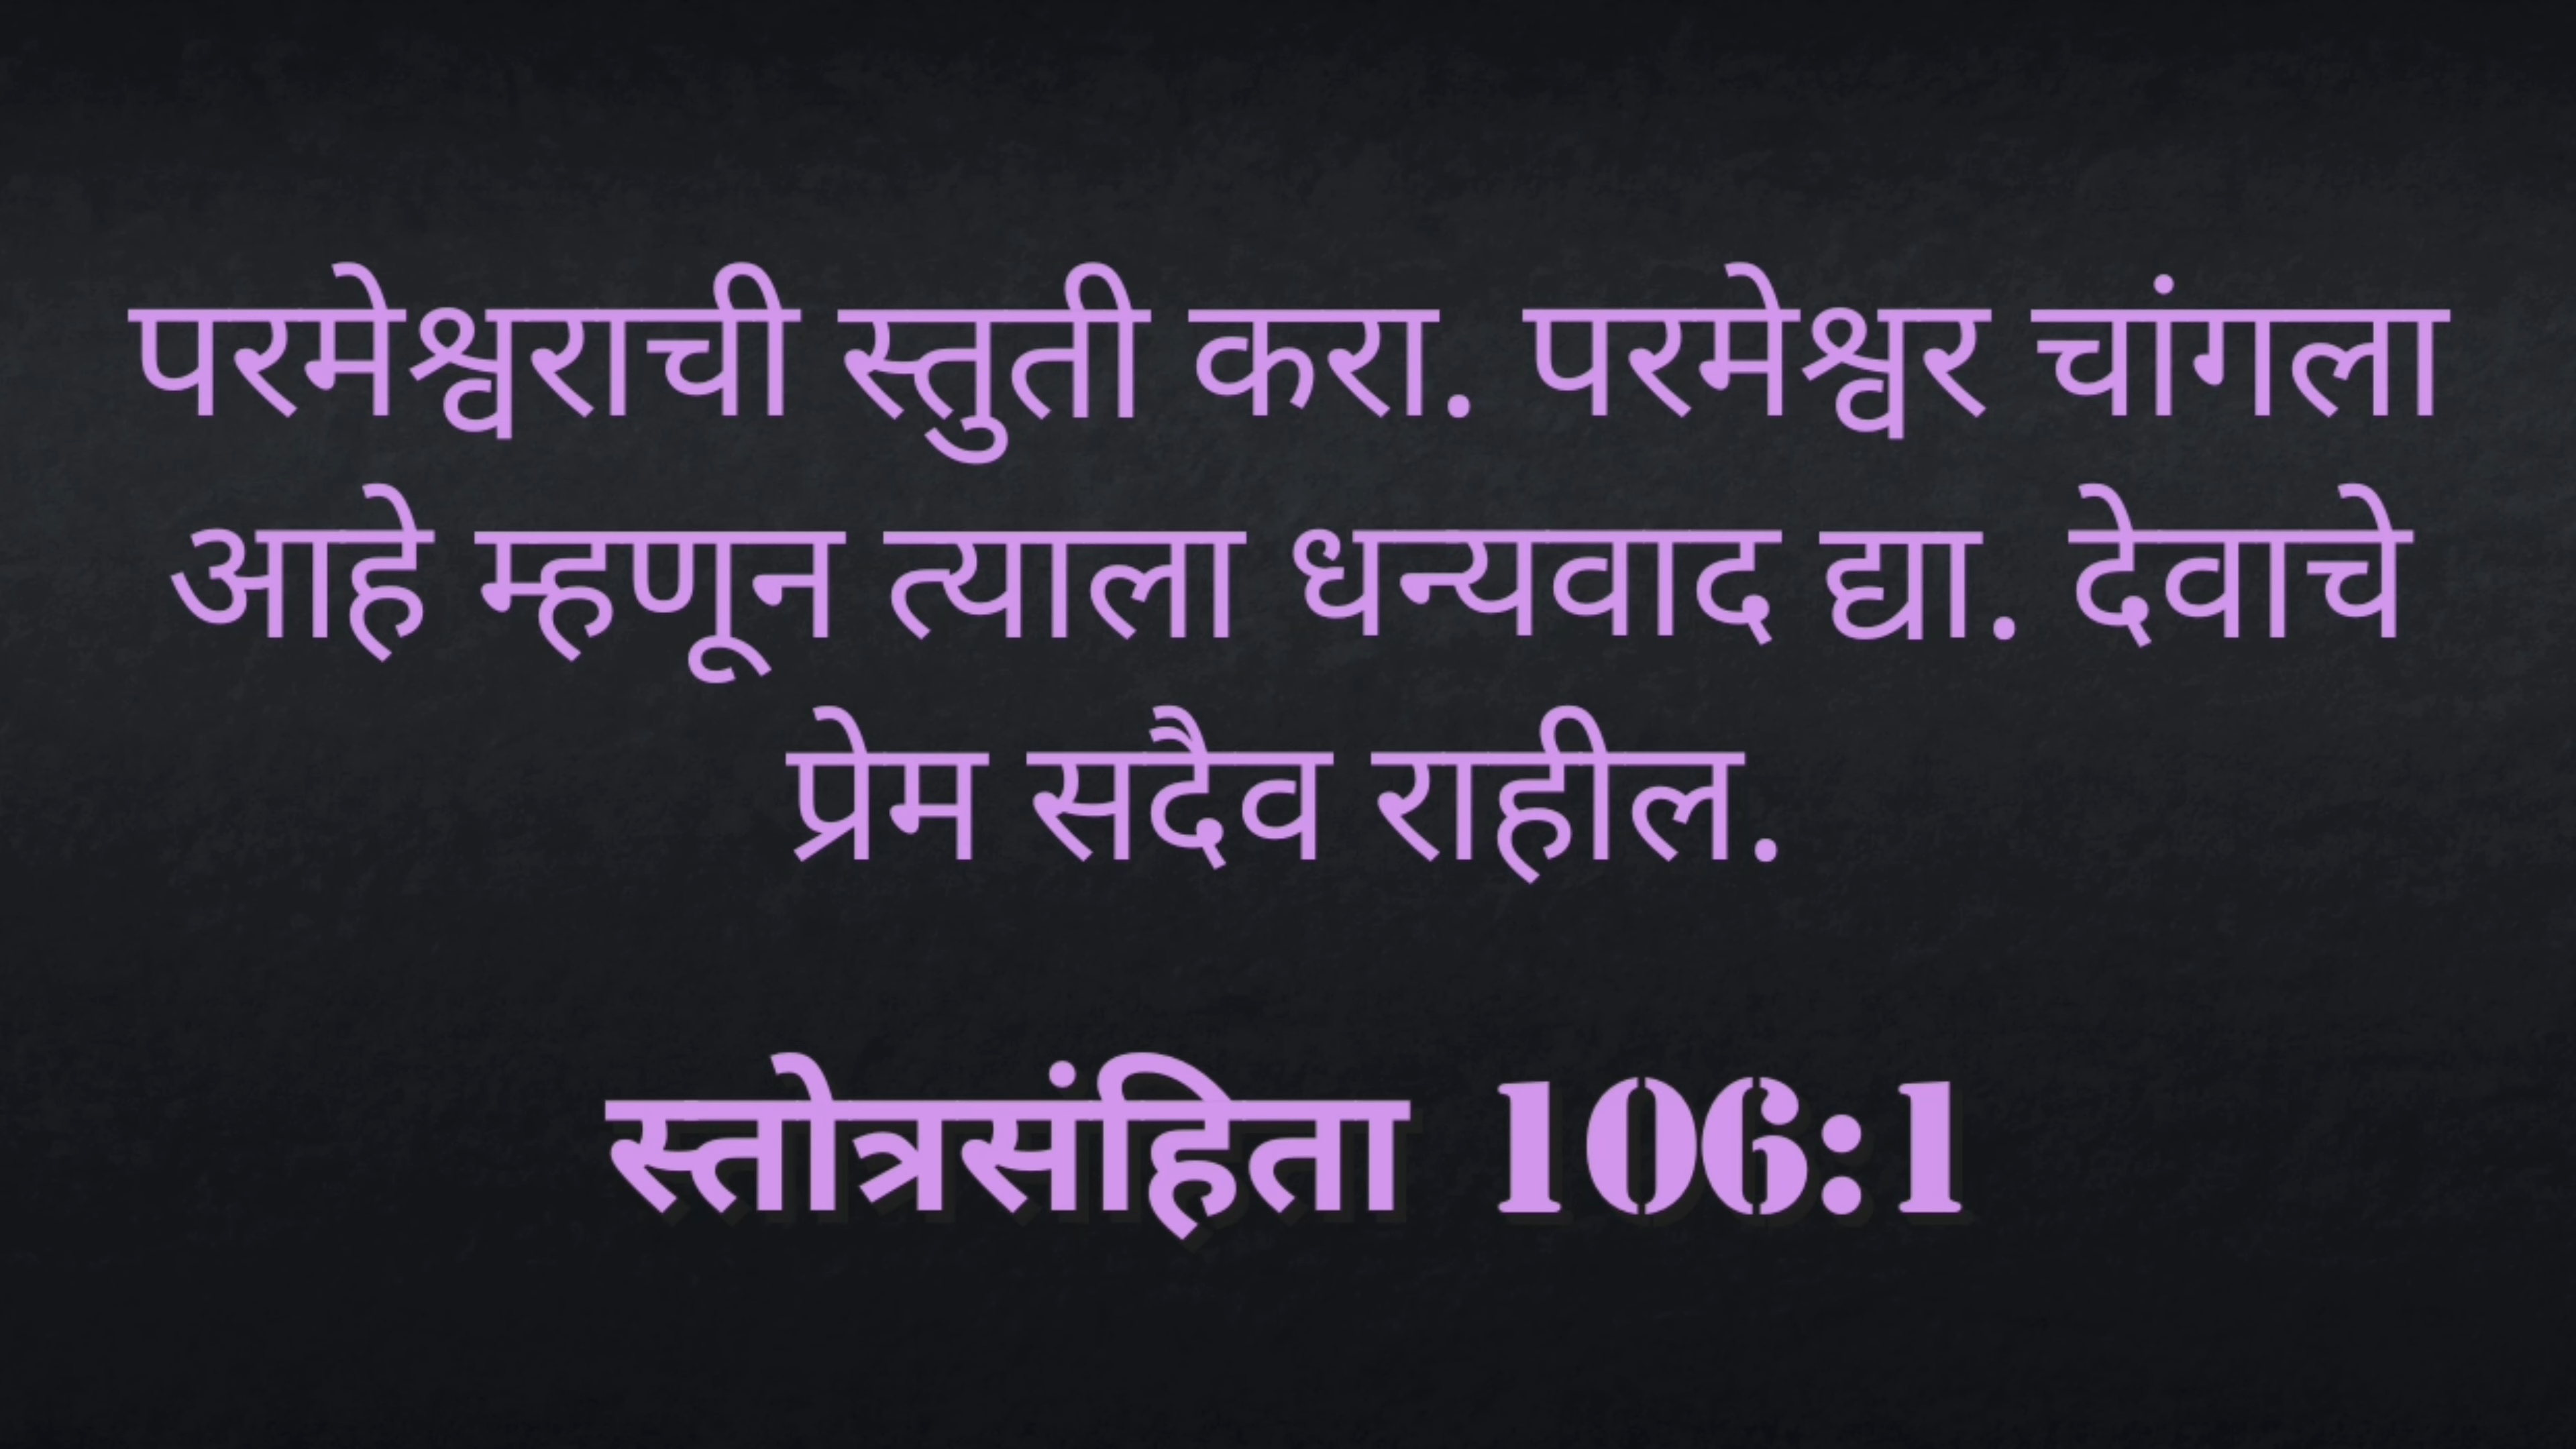 परमेश्वराची स्तुती करा. परमेश्वर चांगला
आहे म्हणून त्याला धन्यवाद द्या. देवाचे
प्रेम सदैव राहील.
स्तोत्रसंहिता 106:1